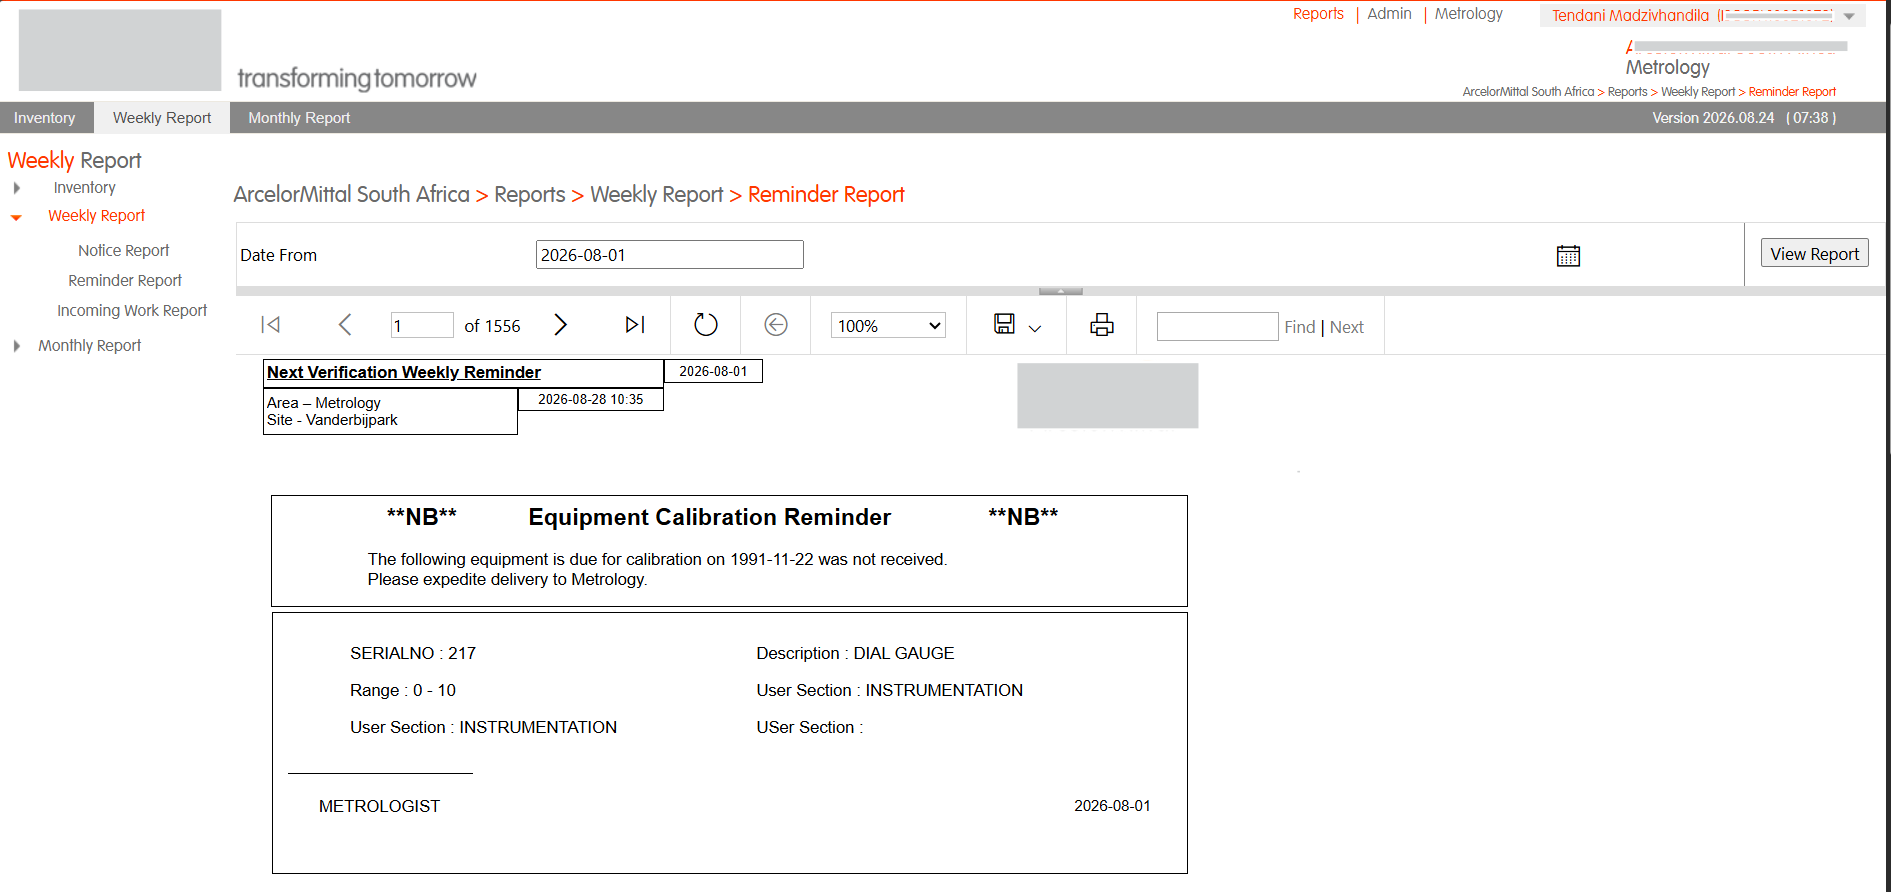 Reports | Admin | Metrology
Tendani Madzivhandila
transforming tomorrow
Metrology
ArcelorMittal South Africa > Reports > Weekly Report > Reminder Report
Inventory Weekly Report Monthly Report Version 2026.08.24 ( 07:38 )
Weekly Report
Inventory
Weekly Report
Notice Report
Reminder Report
Incoming Work Report
Monthly Report
ArcelorMittal South Africa > Reports > Weekly Report > Reminder Report
Date From 2026-08-01 View Report
1 of 1556 100% Find | Next
Next Verification Weekly Reminder 2026-08-01
Area – Metrology 2026-08-28 10:35
Site - Vanderbijpark
**NB** Equipment Calibration Reminder **NB**
The following equipment is due for calibration on 1991-11-22 was not received.
Please expedite delivery to Metrology.
SERIALNO : 217 Description : DIAL GAUGE
Range : 0 - 10 User Section : INSTRUMENTATION
User Section : INSTRUMENTATION USer Section :
METROLOGIST 2026-08-01